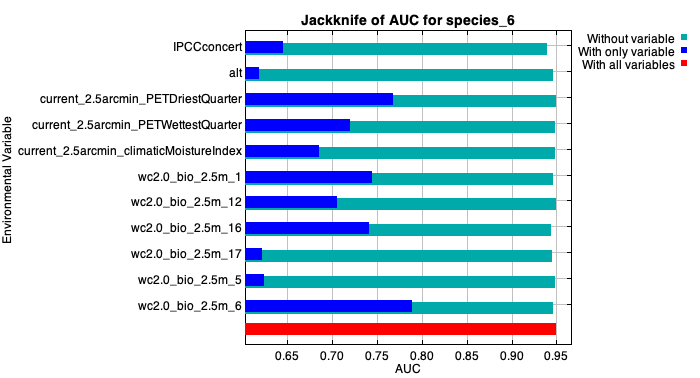 Jackknife of AUC for species_6
Without variable
With only variable
With all variables
Environmental Variable
IPCCconcert
alt
current_2.5arcmin_PETDriestQuarter
current_2.5arcmin_PETWettestQuarter
current_2.5arcmin_climaticMoistureIndex
wc2.0_bio_2.5m_1
wc2.0_bio_2.5m_12
wc2.0_bio_2.5m_16
wc2.0_bio_2.5m_17
wc2.0_bio_2.5m_5
wc2.0_bio_2.5m_6
0.65 0.70 0.75 0.80 0.85 0.90 0.95
AUC